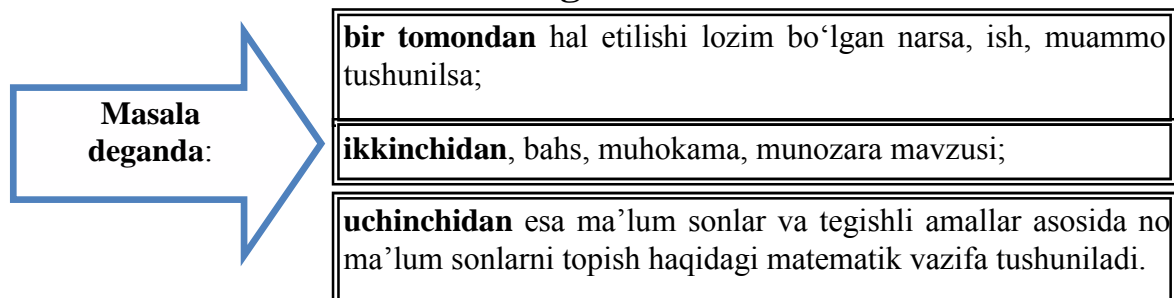 Masala
deganda:
bir tomondan hal etilishi lozim bo‘lgan narsa, ish, muammo
tushunilsa;
ikkinchidan, bahs, muhokama, munozara mavzusi;
uchinchidan esa ma’lum sonlar va tegishli amallar asosida no
ma’lum sonlarni topish haqidagi matematik vazifa tushuniladi.